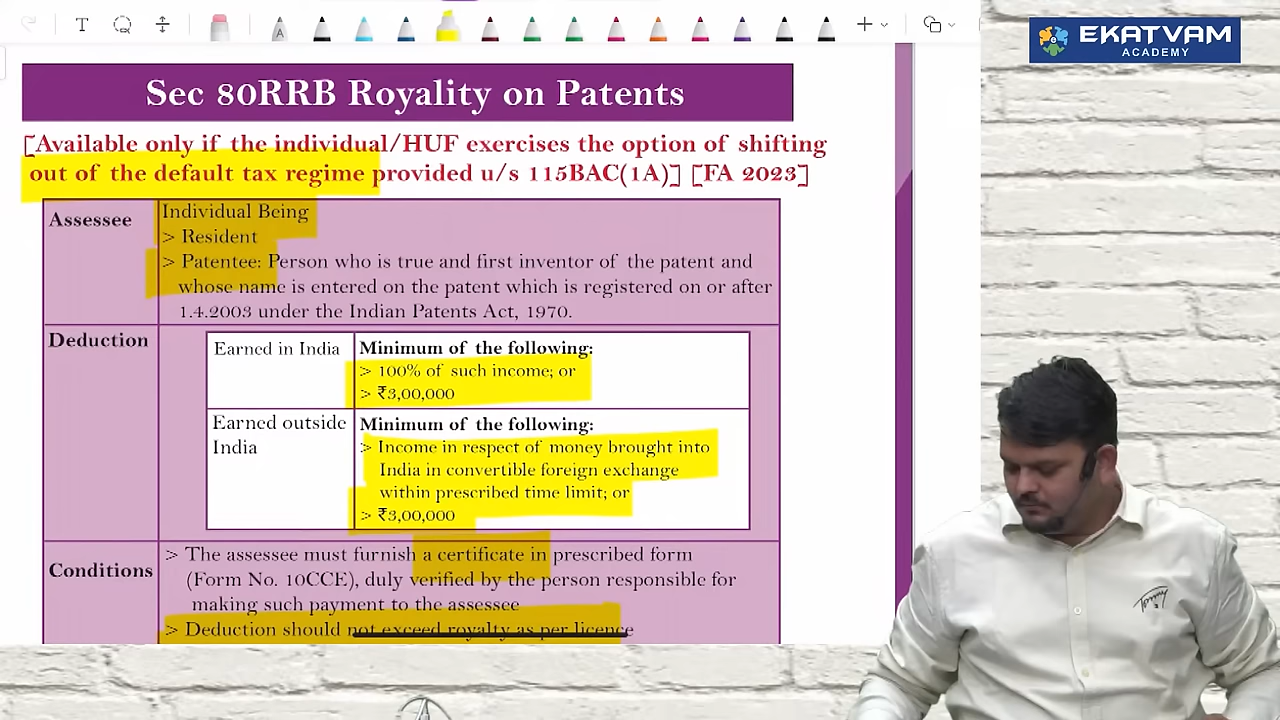 EKATVAM
ACADEMY
Sec 80RRB Royality on Patents
[Available only if the individual/HUF exercises the option of shifting
out of the default tax regime provided u/s 115BAC(1A)] [FA 2023]
Assessee
Individual Being
> Resident
> Patentee: Person who is true and first inventor of the patent and
whose name is entered on the patent which is registered on or after
1.4.2003 under the Indian Patents Act, 1970.
Deduction
Earned in India
Minimum of the following:
> 100% of such income; or
> ₹3,00,000
Earned outside
India
Minimum of the following:
> Income in respect of money brought into
India in convertible foreign exchange
within prescribed time limit; or
> ₹3,00,000
Conditions
> The assessee must furnish a certificate in prescribed form
(Form No. 10CCE), duly verified by the person responsible for
making such payment to the assessee
> Deduction should not exceed royalty as per licence